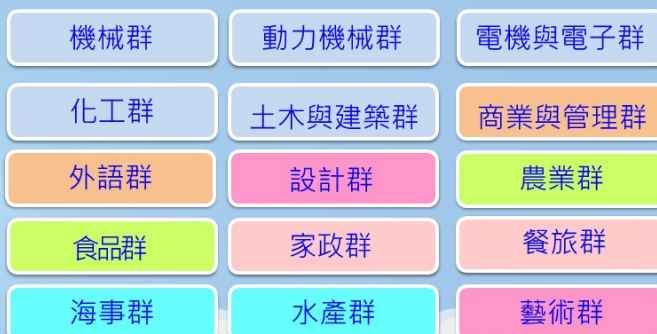 機械群
動力機械群
電機與電子群
化工群
土木與建築群
商業與管理群
外語群
設計群
農業群
食品群
家政群
餐旅群
海事群
水產群
藝術群